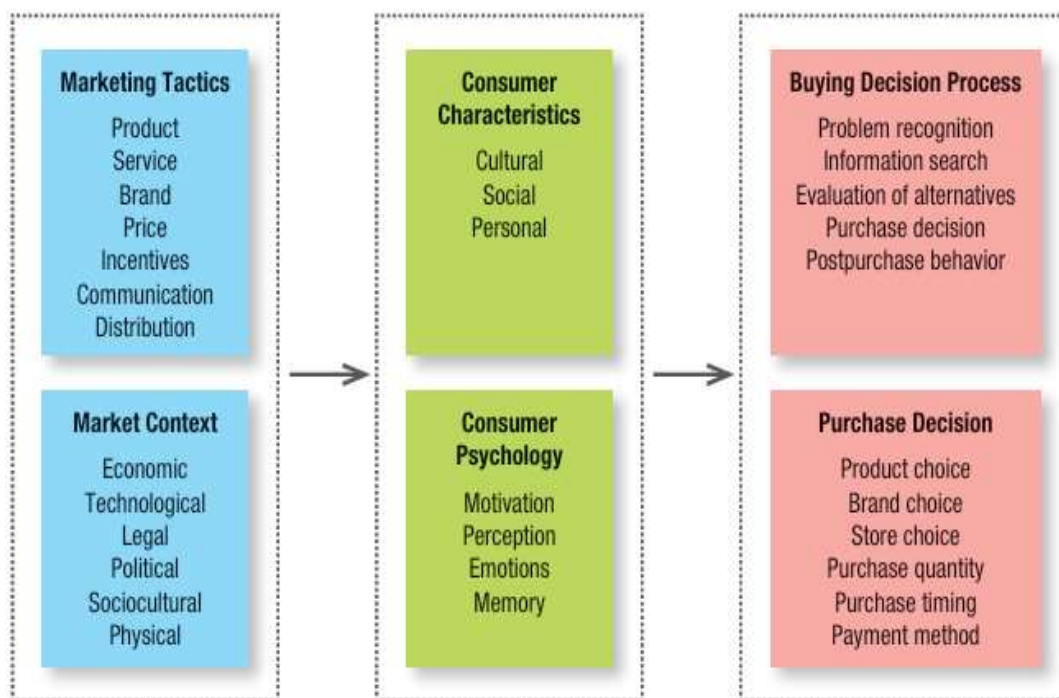 Marketing Tactics
Product
Service
Brand
Price
Incentives
Communication
Distribution
Market Context
Economic
Technological
Legal
Political
Sociocultural
Physical
Consumer
Characteristics
Cultural
Social
Personal
Consumer
Psychology
Motivation
Perception
Emotions
Memory
Buying Decision Process
Problem recognition
Information search
Evaluation of alternatives
Purchase decision
Postpurchase behavior
Purchase Decision
Product choice
Brand choice
Store choice
Purchase quantity
Purchase timing
Payment method